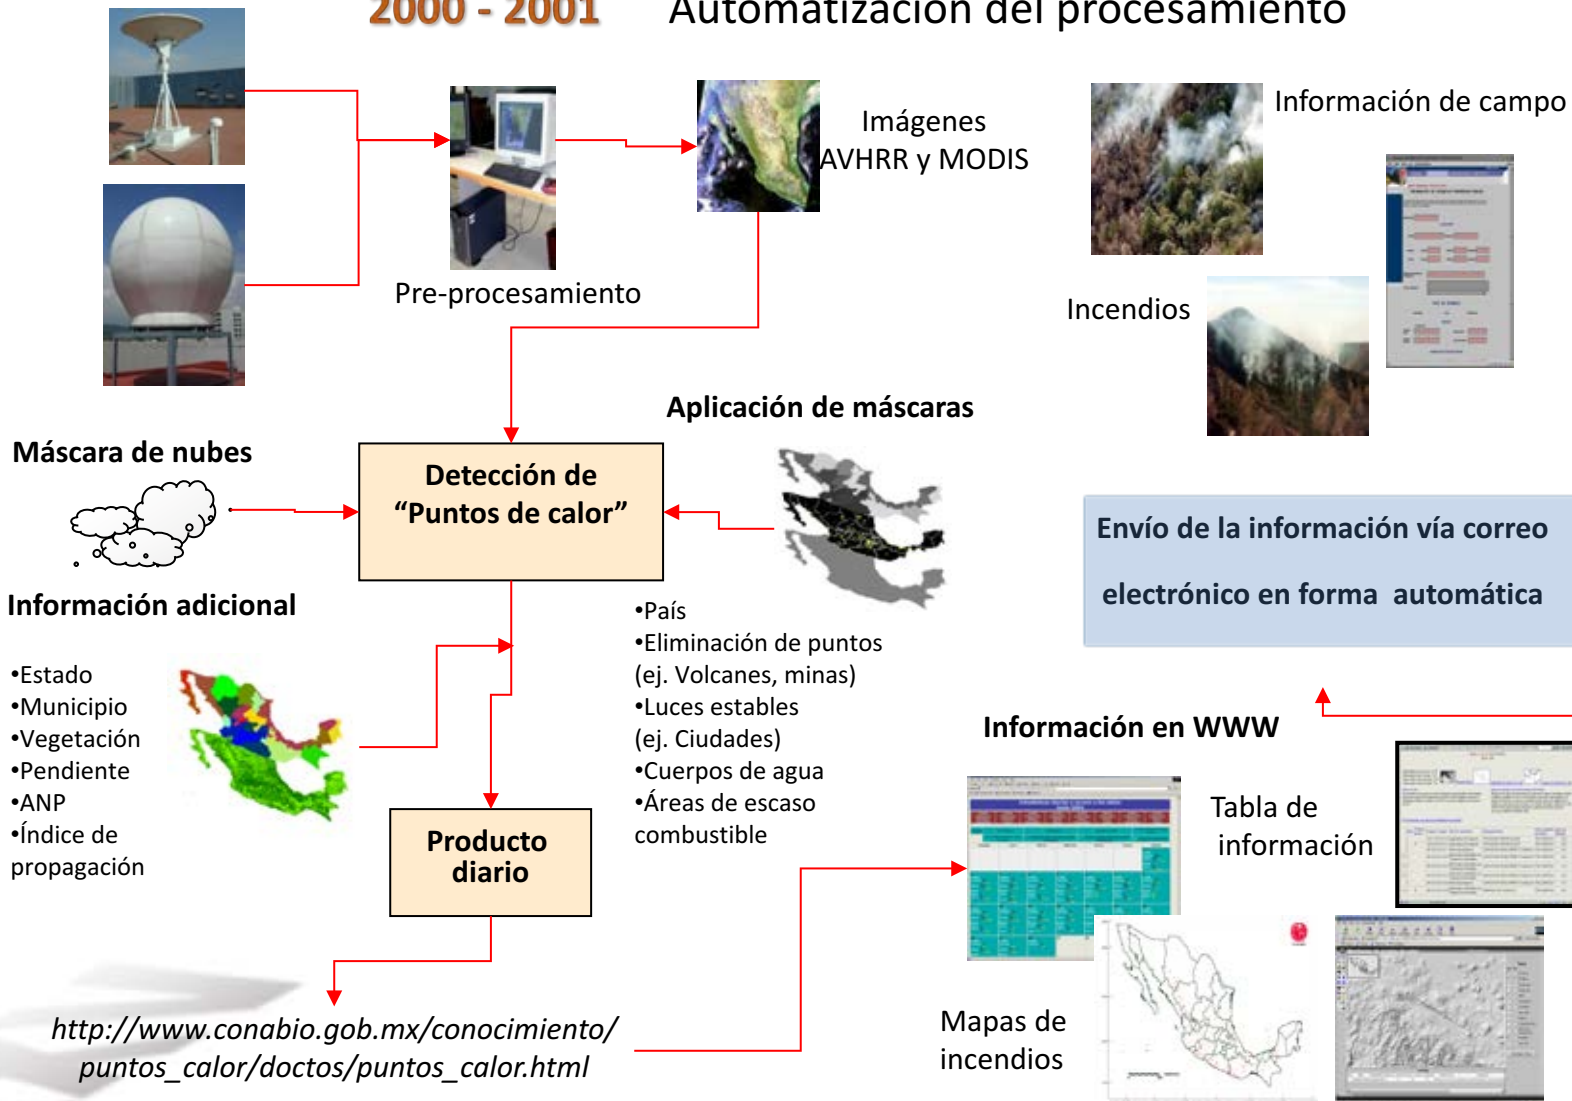 2000 - 2001 Automatización del procesamiento
Información de campo
Imágenes
AVHRR y MODIS
Pre-procesamiento
Incendios
Aplicación de máscaras
Máscara de nubes
Detección de
“Puntos de calor”
Envío de la información vía correo
electrónico en forma automática
Información adicional
•Estado
•Municipio
•Vegetación
•Pendiente
•ANP
•Índice de
propagación
•País
•Eliminación de puntos
(ej. Volcanes, minas)
•Luces estables
(ej. Ciudades)
•Cuerpos de agua
•Áreas de escaso
combustible
Producto
diario
Información en WWW
Tabla de
información
Mapas de
incendios
http://www.conabio.gob.mx/conocimiento/
puntos_calor/doctos/puntos_calor.html